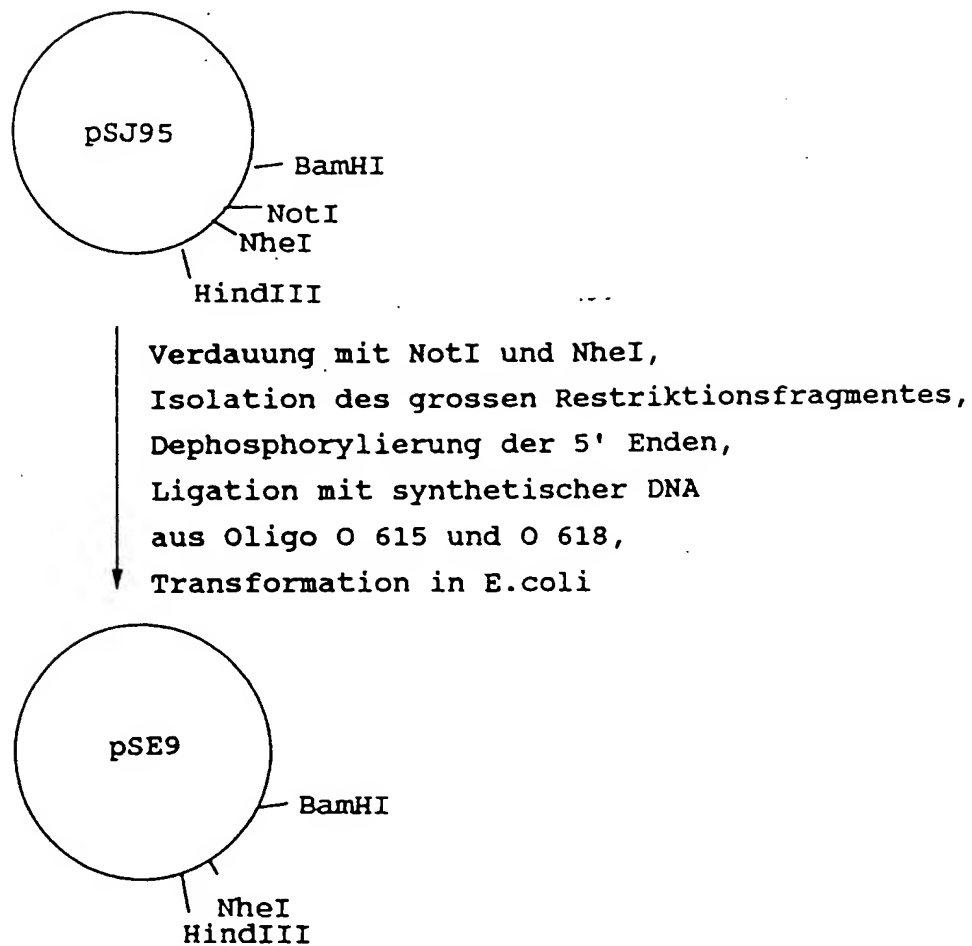 pSJ95
BamHI
NotI
NheI
HindIII
Verdauung mit NotI und NheI,
Isolation des grossen Restriktionsfragmentes,
Dephosphorylierung der 5' Enden,
Ligation mit synthetischer DNA
aus Oligo O 615 und O 618,
Transformation in E.coli
pSE9
BamHI
NheI
HindIII